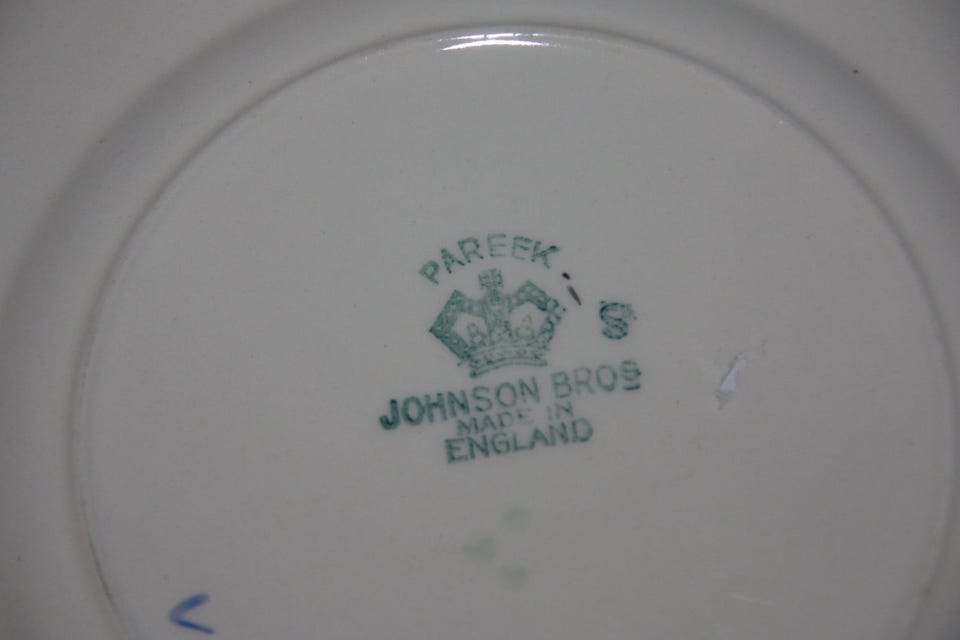 PAREEK
S
JOHNSON BROS
MADE IN
ENGLAND